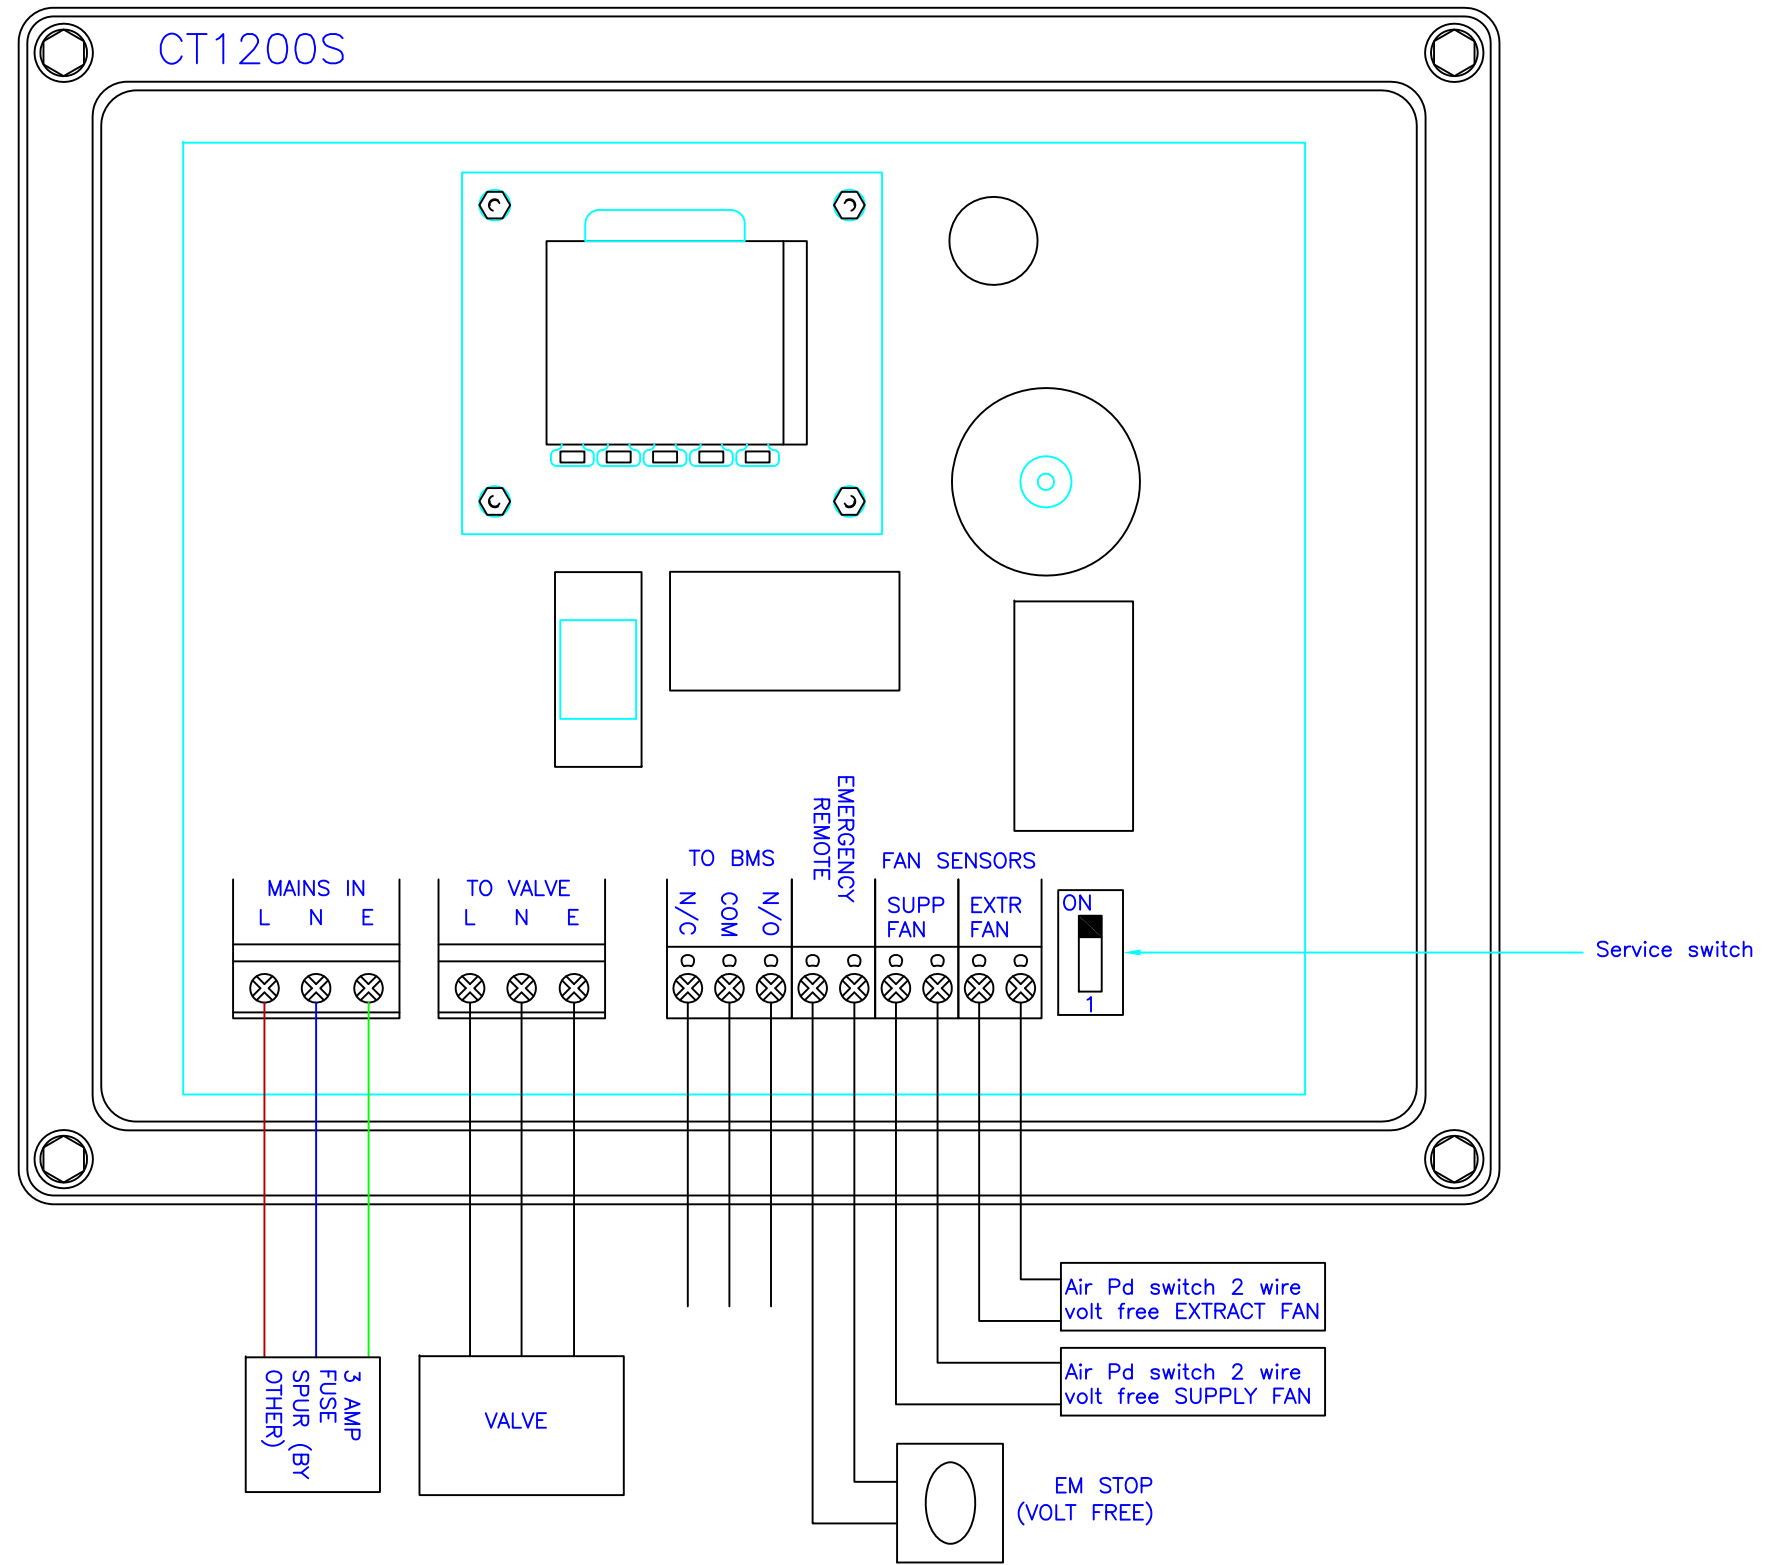 CT1200S
EMERGENCY
REMOTE
TO BMS
FAN SENSORS
MAINS IN
L N E
TO VALVE
L N E
N/C
COM
N/O
SUPP
FAN
EXTR
FAN
ON
1
Service switch
Air Pd switch 2 wire
volt free EXTRACT FAN
Air Pd switch 2 wire
volt free SUPPLY FAN
3 AMP
FUSE
SPUR (BY
OTHER)
VALVE
EM STOP
(VOLT FREE)